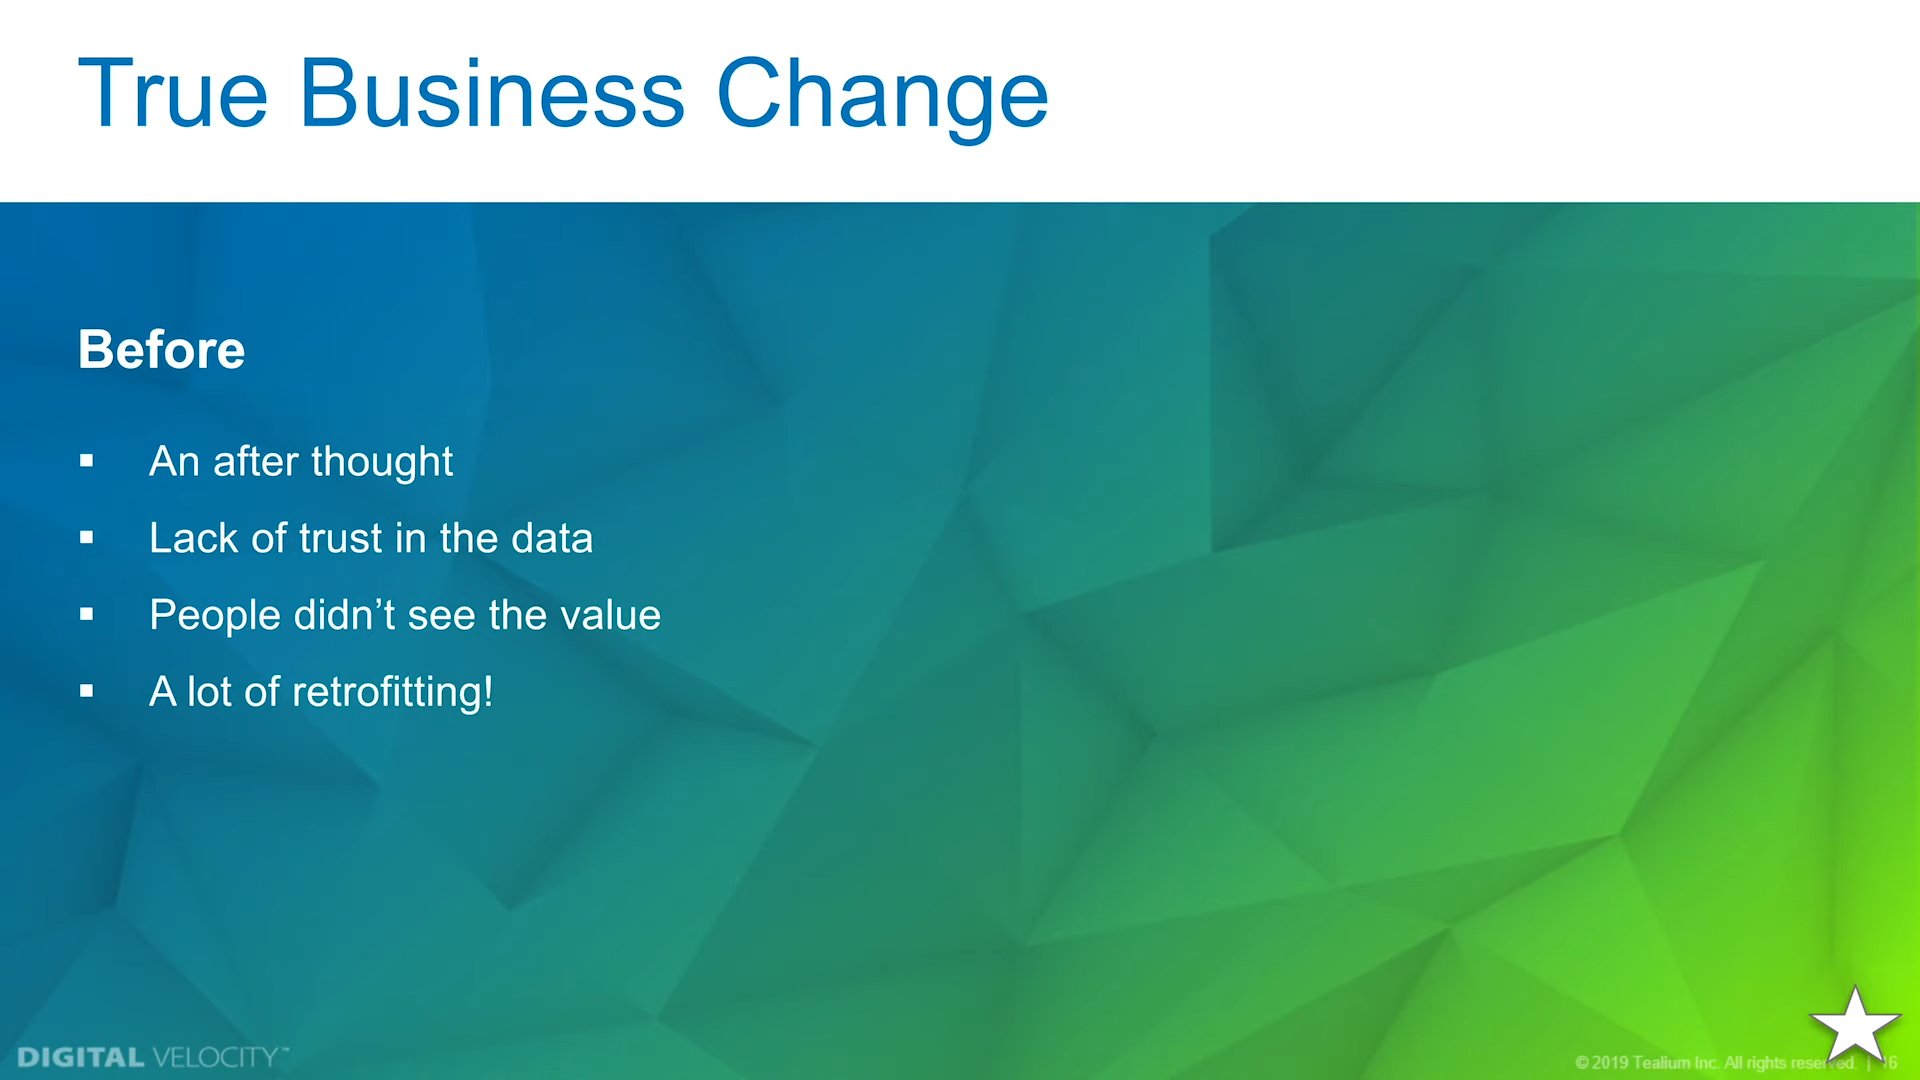 True Business Change
Before
▪ An after thought
▪ Lack of trust in the data
▪ People didn’t see the value
▪ A lot of retrofitting!
DIGITAL VELOCITY™
© 2019 Tealium Inc. All rights reserved. |